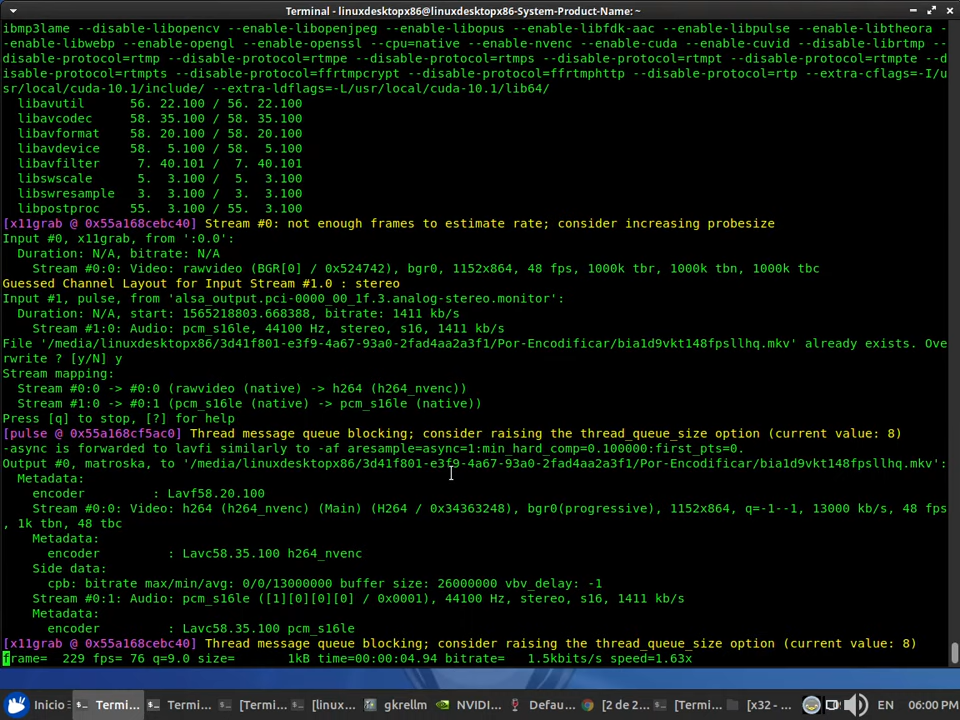 Terminal - linuxdesktopx86@linuxdesktopx86-System-Product-Name: ~
ibmp3lame --disable-libopencv --enable-libopenjpeg --enable-libopus --enable-libfdk-aac --enable-libpulse --enable-libtheora -
-enable-libwebp --enable-opengl --enable-openssl --cpu=native --enable-nvenc --enable-cuda --enable-cuvid --disable-librtmp --
disable-protocol=rtmp --disable-protocol=rtmpe --disable-protocol=rtmps --disable-protocol=rtmpt --disable-protocol=rtmpte --d
isable-protocol=rtmpts --disable-protocol=ffrtmpcrypt --disable-protocol=ffrtmphttp --disable-protocol=rtp --extra-cflags=-I/u
sr/local/cuda-10.1/include/ --extra-ldflags=-L/usr/local/cuda-10.1/lib64/
libavutil 56. 22.100 / 56. 22.100
libavcodec 58. 35.100 / 58. 35.100
libavformat 58. 20.100 / 58. 20.100
libavdevice 58. 5.100 / 58. 5.100
libavfilter 7. 40.101 / 7. 40.101
libswscale 5. 3.100 / 5. 3.100
libswresample 3. 3.100 / 3. 3.100
libpostproc 55. 3.100 / 55. 3.100
[x11grab @ 0x55a168cebc40] Stream #0: not enough frames to estimate rate; consider increasing probesize
Input #0, x11grab, from ':0.0':
Duration: N/A, bitrate: N/A
Stream #0:0: Video: rawvideo (BGR[0] / 0x524742), bgr0, 1152x864, 48 fps, 1000k tbr, 1000k tbn, 1000k tbc
Guessed Channel Layout for Input Stream #1.0 : stereo
Input #1, pulse, from 'alsa_output.pci-0000_00_1f.3.analog-stereo.monitor':
Duration: N/A, start: 1565218803.668388, bitrate: 1411 kb/s
Stream #1:0: Audio: pcm_s16le, 44100 Hz, stereo, s16, 1411 kb/s
File '/media/linuxdesktopx86/3d41f801-e3f9-4a67-93a0-2fad4aa2a3f1/Por-Encodificar/bia1d9vkt148fpsllhq.mkv' already exists. Ove
rwrite ? [y/N] y
Stream mapping:
Stream #0:0 -> #0:0 (rawvideo (native) -> h264 (h264_nvenc))
Stream #1:0 -> #0:1 (pcm_s16le (native) -> pcm_s16le (native))
Press [q] to stop, [?] for help
[pulse @ 0x55a168cf5ac0] Thread message queue blocking; consider raising the thread_queue_size option (current value: 8)
-async is forwarded to lavfi similarly to -af aresample=async=1:min_hard_comp=0.100000:first_pts=0.
Output #0, matroska, to '/media/linuxdesktopx86/3d41f801-e3f9-4a67-93a0-2fad4aa2a3f1/Por-Encodificar/bia1d9vkt148fpsllhq.mkv':
Metadata:
encoder : Lavf58.20.100
Stream #0:0: Video: h264 (h264_nvenc) (Main) (H264 / 0x34363248), bgr0(progressive), 1152x864, q=-1--1, 13000 kb/s, 48 fps
, 1k tbn, 48 tbc
Metadata:
encoder : Lavc58.35.100 h264_nvenc
Side data:
cpb: bitrate max/min/avg: 0/0/13000000 buffer size: 26000000 vbv_delay: -1
Stream #0:1: Audio: pcm_s16le ([1][0][0][0] / 0x0001), 44100 Hz, stereo, s16, 1411 kb/s
Metadata:
encoder : Lavc58.35.100 pcm_s16le
[x11grab @ 0x55a168cebc40] Thread message queue blocking; consider raising the thread_queue_size option (current value: 8)
frame= 229 fps= 76 q=9.0 size= 1kB time=00:00:04.94 bitrate= 1.5kbits/s speed=1.63x
Inicio Termi... Termi... [Termi... [linux... gkrellm NVIDI... Defau... [2 de 2... [Termi... [x32 -... EN 06:00 PM